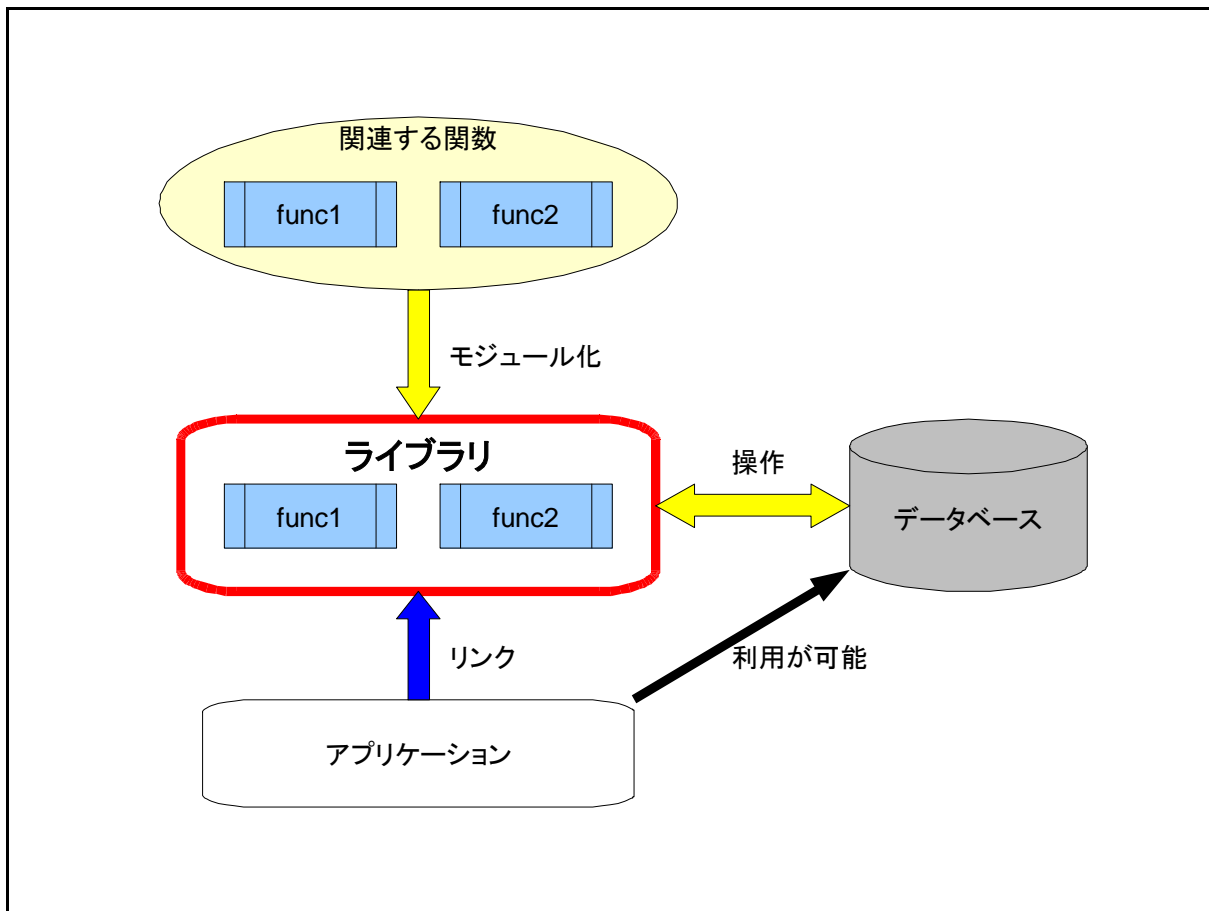 関連する関数
func1
func2
モジュール化
ライブラリ
func1
func2
操作
データベース
リンク
利用が可能
アプリケーション